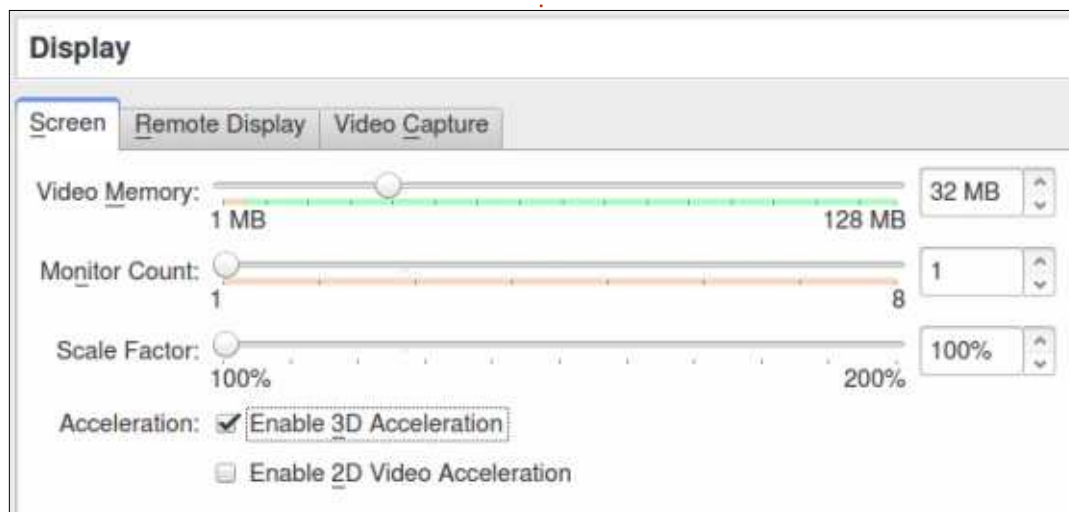 Display
Screen
Remote Display
Video Capture
Video Memory:
32 MB
1 MB
128 MB
Monitor Count:
1
1
8
Scale Factor:
100%
100%
200%
Acceleration:
Enable 3D Acceleration
Enable 2D Video Acceleration